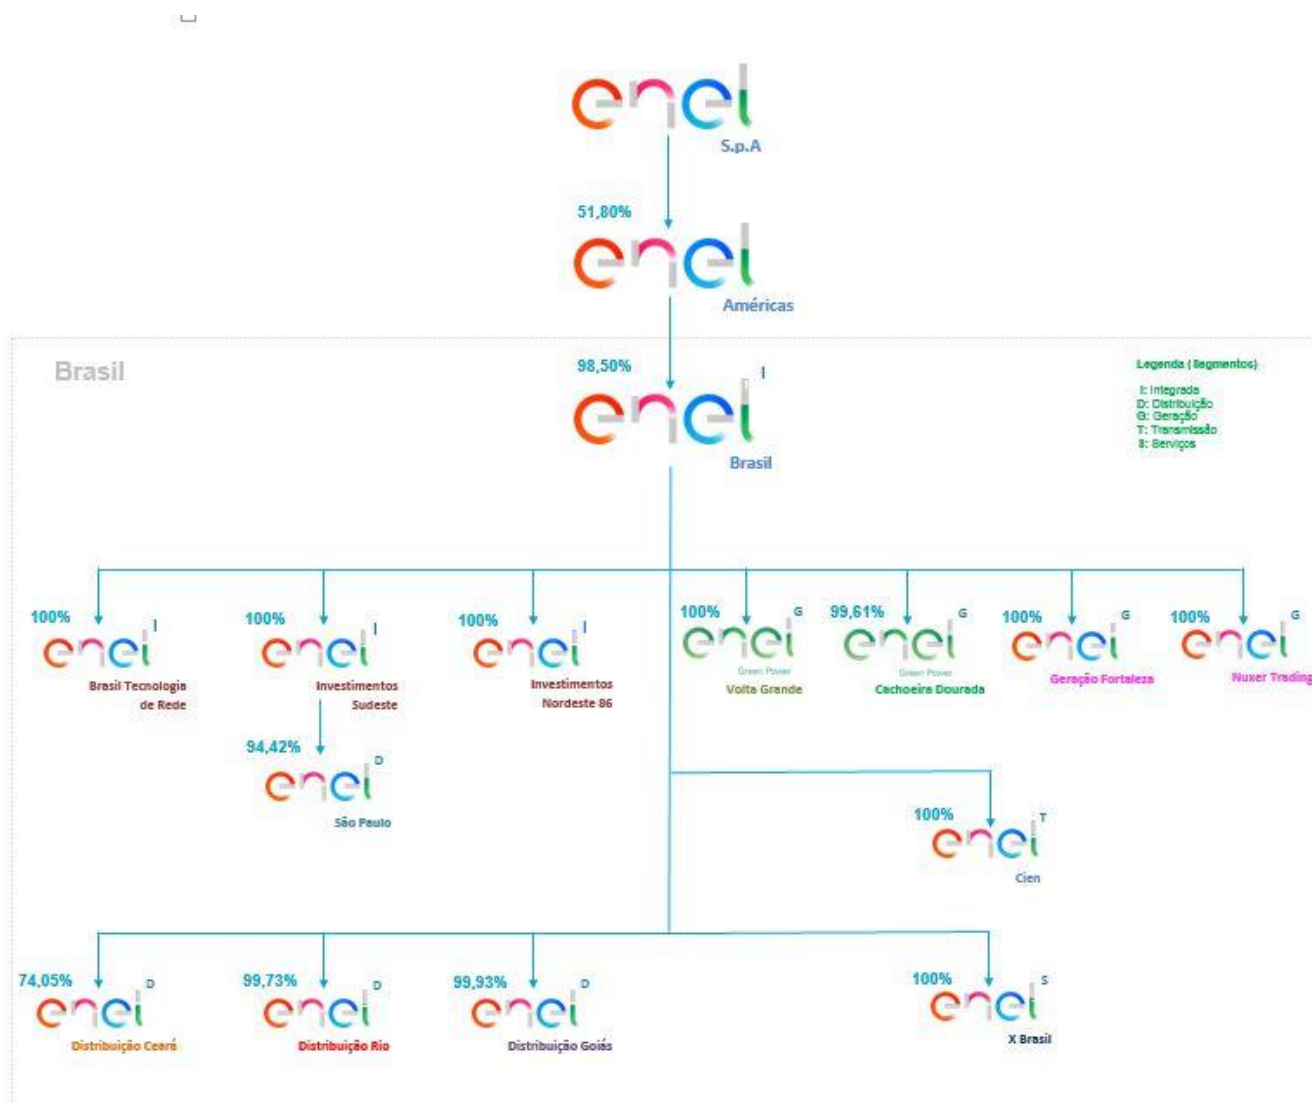 enel
S.p.A
51,80%
enel
Américas
Brasil
98,50%
I
enel
Brasil
Legenda (Segmentos)
I: Integrada
D: Distribuição
G: Geração
T: Transmissão
S: Serviços
100%
I
enel
Brasil Tecnologia
de Rede
100%
I
enel
Investimentos
Sudeste
100%
I
enel
Investimentos
Nordeste 86
100%
G
enel
Green Power
Volta Grande
99,61%
G
enel
Green Power
Cachoeira Dourada
100%
G
enel
Geração Fortaleza
100%
G
enel
Nuxer Trading
94,42%
D
enel
São Paulo
100%
T
enel
Cien
74,05%
D
enel
Distribuição Ceará
99,73%
D
enel
Distribuição Rio
99,93%
D
enel
Distribuição Goiás
100%
S
enel
X Brasil